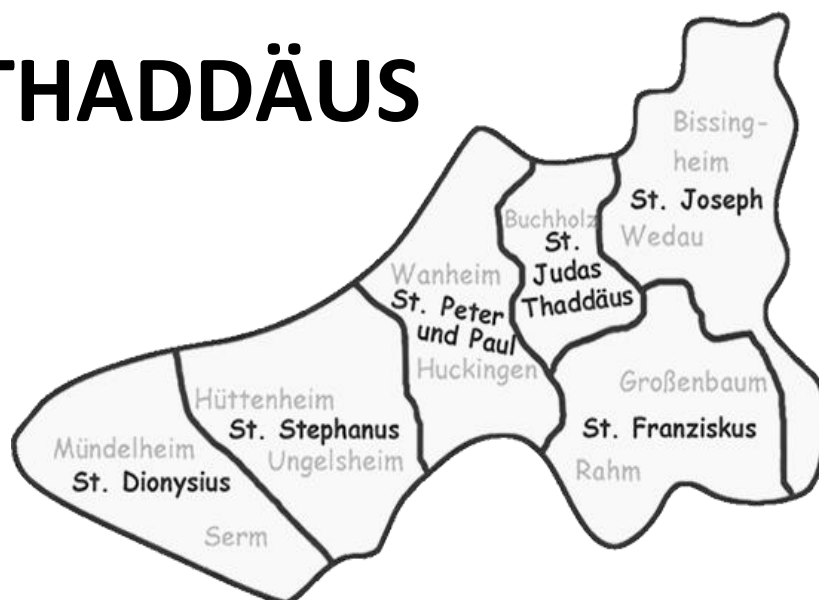 THADDÄUS
Bissing-
heim
St. Joseph
Wedau
Buchholz
St.
Judas
Thaddäus
Wanheim
St. Peter
und Paul
Huckingen
Großenbaum
St. Franziskus
Rahm
Hüttenheim
St. Stephanus
Ungelsheim
Mündelheim
St. Dionysius
Serm